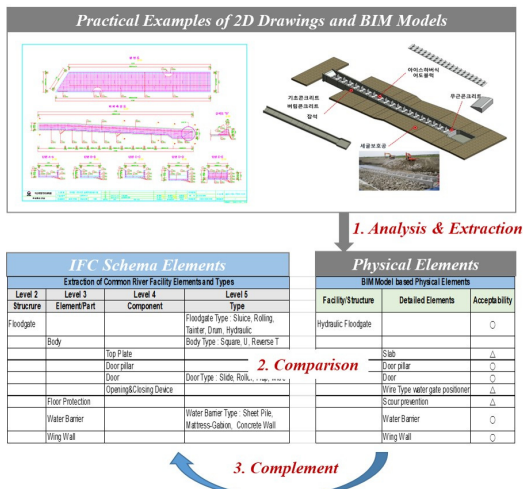 Practical Examples of 2D Drawings and BIM Models
아이스하버식
어도블럭
기초콘크리트
버림콘크리트
잡석
무근콘크리트
세굴보호공
1. Analysis & Extraction
IFC Schema Elements
Extraction of Common River Facility Elements and Types
Level 2 Level 3 Level 4 Level 5
Strucrure Element/Part Component Type
Floodgate Floodgate Type : Sluice, Rolling,
Tainter, Drum, Hydraulic
Body Body Type : Square, U, Reverse T
Top Plate
Door pillar
Door Door Type : Slide,
Opening&Closing Device
Floor Protection
Water Barrier Water Barrier Type : Sheet Pile,
Mattress-Gabion, Concrete Wall
Wing Wall
2. Comparison
Physical Elements
BIM Model based Physical Elements
Facility/Structure Detailed Elements Acceptability
Hydraulic Floodgate ○
Slab △
Door pillar ○
Door ○
Wire Type water gate positioner △
Scour prevention △
Water Barrier ○
Wing Wall ○
3. Complement